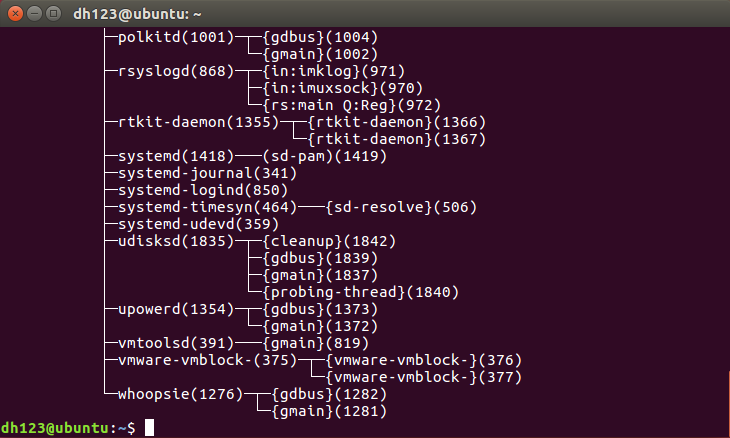 dh123@ubuntu: ~
├─polkitd(1001)─┬─{gdbus}(1004)
│               └─{gmain}(1002)
├─rsyslogd(868)─┬─{in:imklog}(971)
│               ├─{in:imuxsock}(970)
│               └─{rs:main Q:Reg}(972)
├─rtkit-daemon(1355)─┬─{rtkit-daemon}(1366)
│                    └─{rtkit-daemon}(1367)
├─systemd(1418)───(sd-pam)(1419)
├─systemd-journal(341)
├─systemd-logind(850)
├─systemd-timesyn(464)───{sd-resolve}(506)
├─systemd-udevd(359)
├─udisksd(1835)─┬─{cleanup}(1842)
│               ├─{gdbus}(1839)
│               ├─{gmain}(1837)
│               └─{probing-thread}(1840)
├─upowerd(1354)─┬─{gdbus}(1373)
│               └─{gmain}(1372)
├─vmtoolsd(391)───{gmain}(819)
├─vmware-vmblock-(375)─┬─{vmware-vmblock-}(376)
│                      └─{vmware-vmblock-}(377)
└─whoopsie(1276)─┬─{gdbus}(1282)
                 └─{gmain}(1281)
dh123@ubuntu:~$